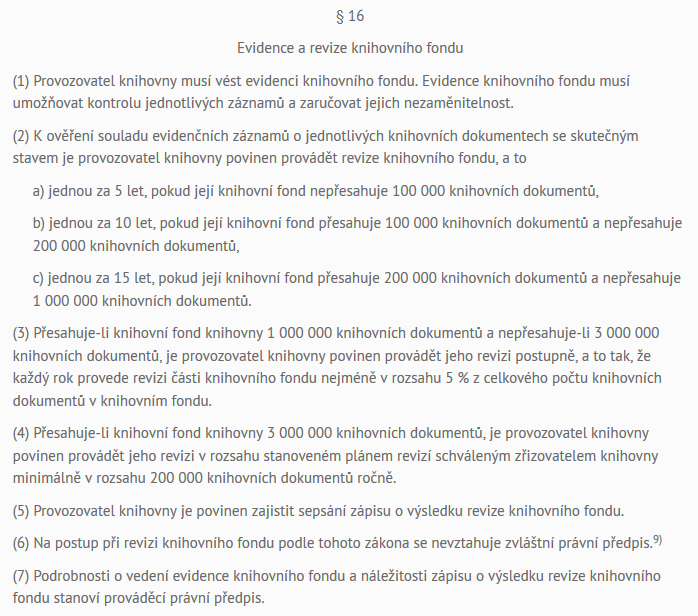 § 16
Evidence a revize knihovního fondu
(1) Provozovatel knihovny musí vést evidenci knihovního fondu. Evidence knihovního fondu musí
umožňovat kontrolu jednotlivých záznamů a zaručovat jejich nezaměnitelnost.
(2) K ověření souladu evidenčních záznamů o jednotlivých knihovních dokumentech se skutečným
stavem je provozovatel knihovny povinen provádět revize knihovního fondu, a to
a) jednou za 5 let, pokud její knihovní fond nepřesahuje 100 000 knihovních dokumentů,
b) jednou za 10 let, pokud její knihovní fond přesahuje 100 000 knihovních dokumentů a nepřesahuje
200 000 knihovních dokumentů,
c) jednou za 15 let, pokud její knihovní fond přesahuje 200 000 knihovních dokumentů a nepřesahuje
1 000 000 knihovních dokumentů.
(3) Přesahuje-li knihovní fond knihovny 1 000 000 knihovních dokumentů a nepřesahuje-li 3 000 000
knihovních dokumentů, je provozovatel knihovny povinen provádět jeho revizi postupně, a to tak, že
každý rok provede revizi části knihovního fondu nejméně v rozsahu 5 % z celkového počtu knihovních
dokumentů v knihovním fondu.
(4) Přesahuje-li knihovní fond knihovny 3 000 000 knihovních dokumentů, je provozovatel knihovny
povinen provádět jeho revizi v rozsahu stanoveném plánem revizí schváleným zřizovatelem knihovny
minimálně v rozsahu 200 000 knihovních dokumentů ročně.
(5) Provozovatel knihovny je povinen zajistit sepsání zápisu o výsledku revize knihovního fondu.
(6) Na postup při revizi knihovního fondu podle tohoto zákona se nevztahuje zvláštní právní předpis.9)
(7) Podrobnosti o vedení evidence knihovního fondu a náležitosti zápisu o výsledku revize knihovního
fondu stanoví prováděcí právní předpis.